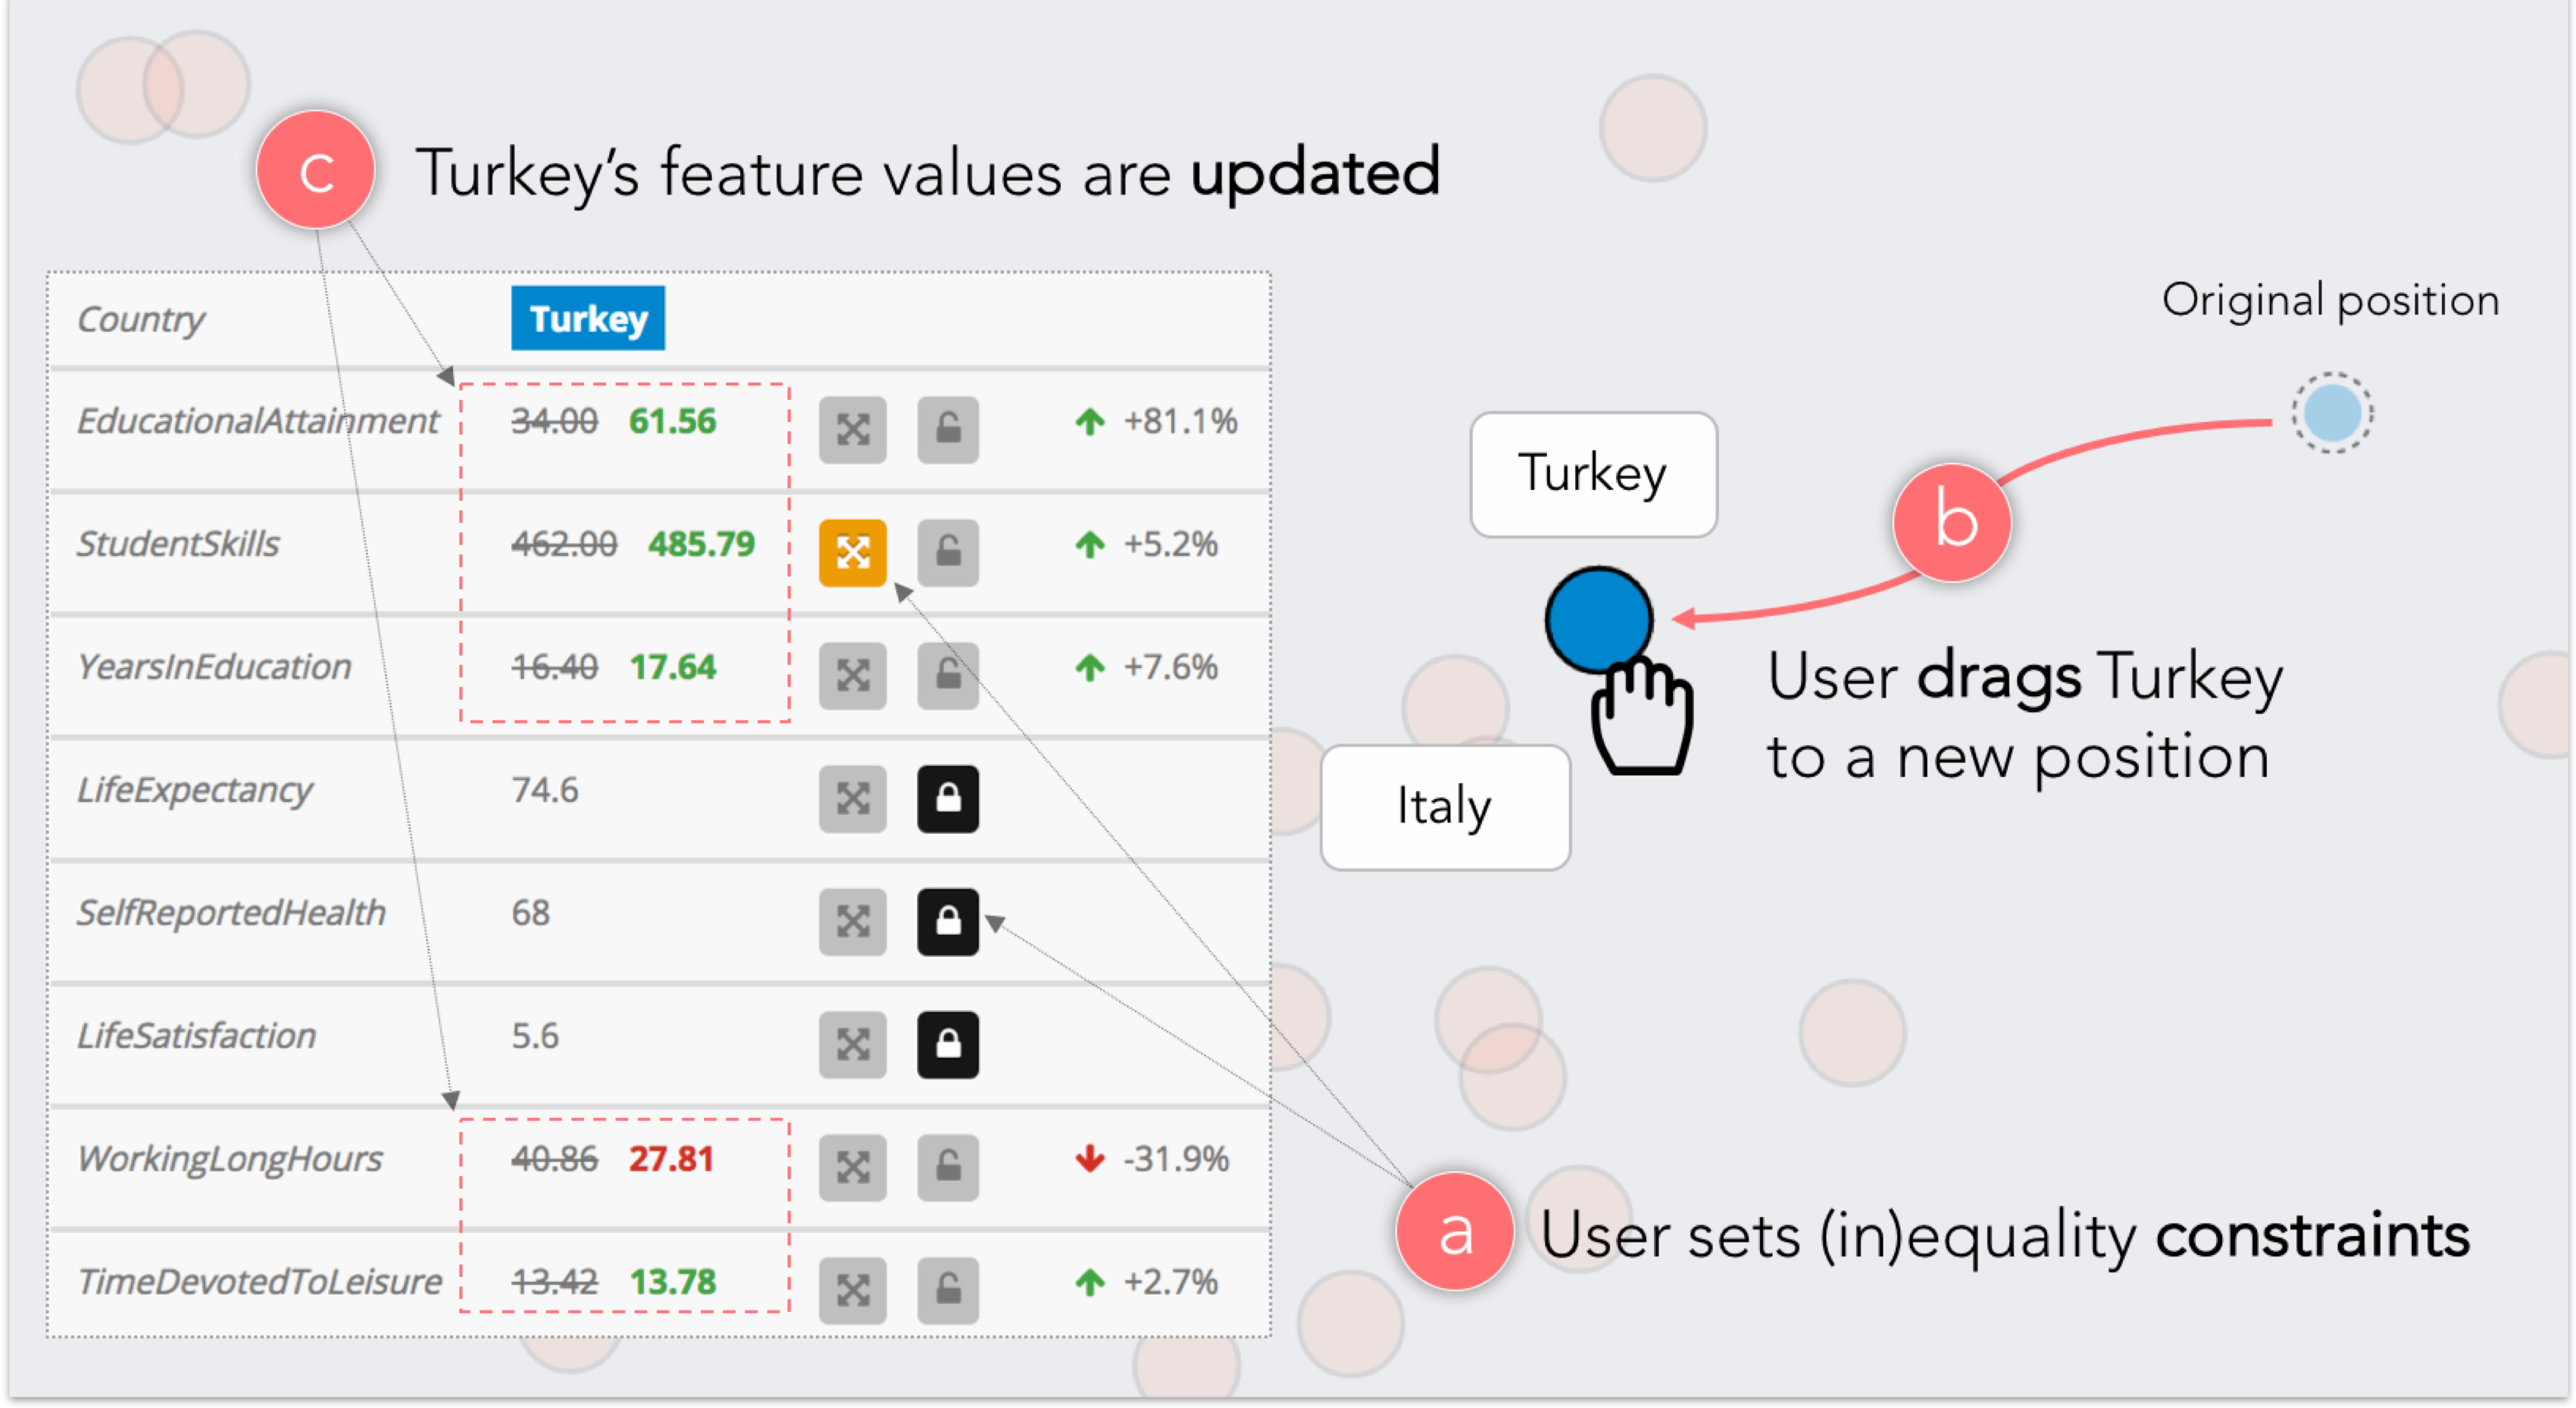 c Turkey's feature values are updated
Country Turkey
EducationalAttainment 34.00 61.56 +81.1%
StudentSkills 462.00 485.79 +5.2%
YearsInEducation 16.40 17.64 +7.6%
LifeExpectancy 74.6
SelfReportedHealth 68
LifeSatisfaction 5.6
WorkingLongHours 40.86 27.81 -31.9%
TimeDevotedToLeisure 13.42 13.78 +2.7%
Original position
Turkey
b
User drags Turkey
to a new position
Italy
a User sets (in)equality constraints